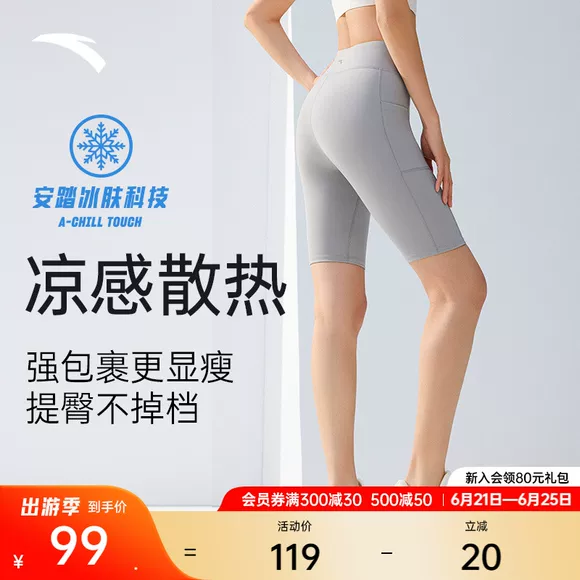 安踏冰肤科技
A-CHILL TOUCH
凉感散热
强包裹更显瘦
提臀不掉档
新入会领80元礼包
出游季 到手价
会员券满300减30 500减50 6月21日—6月25日
¥99 = 活动价 119 - 立减 20